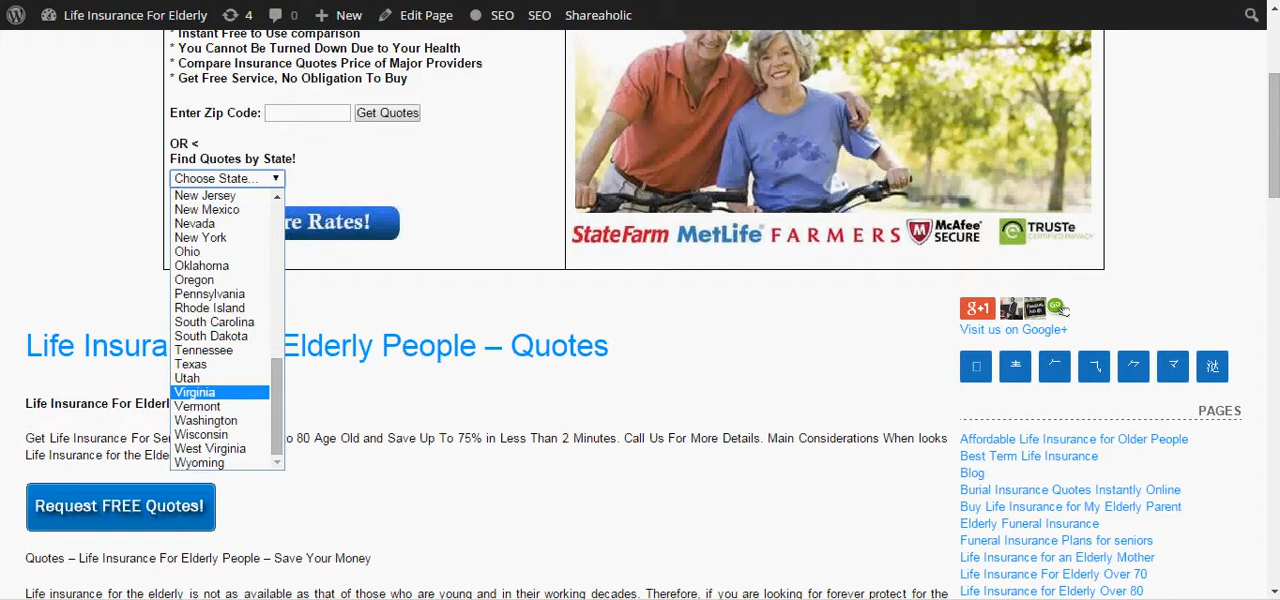 Life Insurance For Elderly 4 0 New Edit Page SEO SEO Shareaholic
* Instant Free to Use comparison
* You Cannot Be Turned Down Due to Your Health
* Compare Insurance Quotes Price of Major Providers
* Get Free Service, No Obligation To Buy
Enter Zip Code: Get Quotes
OR <
Find Quotes by State!
Choose State...
New Jersey
New Mexico
Nevada
New York
Ohio
Oklahoma
Oregon
Pennsylvania
Rhode Island
South Carolina
South Dakota
Tennessee
Texas
Utah
Virginia
Vermont
Washington
Wisconsin
West Virginia
Wyoming
re Rates!
StateFarm MetLife FARMERS McAfee SECURE TRUSTe CERTIFIED PRIVACY
g+1 GO
Visit us on Google+
Life Insura Elderly People – Quotes
Life Insurance For Elderl
Get Life Insurance For Se to 80 Age Old and Save Up To 75% in Less Than 2 Minutes. Call Us For More Details. Main Considerations When looks
Life Insurance for the Elde
Request FREE Quotes!
Quotes – Life Insurance For Elderly People – Save Your Money
Life insurance for the elderly is not as available as that of those who are young and in their working decades. Therefore, if you are looking for forever protect for the
PAGES
Affordable Life Insurance for Older People
Best Term Life Insurance
Blog
Burial Insurance Quotes Instantly Online
Buy Life Insurance for My Elderly Parent
Elderly Funeral Insurance
Funeral Insurance Plans for seniors
Life Insurance for an Elderly Mother
Life Insurance For Elderly Over 70
Life Insurance for Elderly Over 80